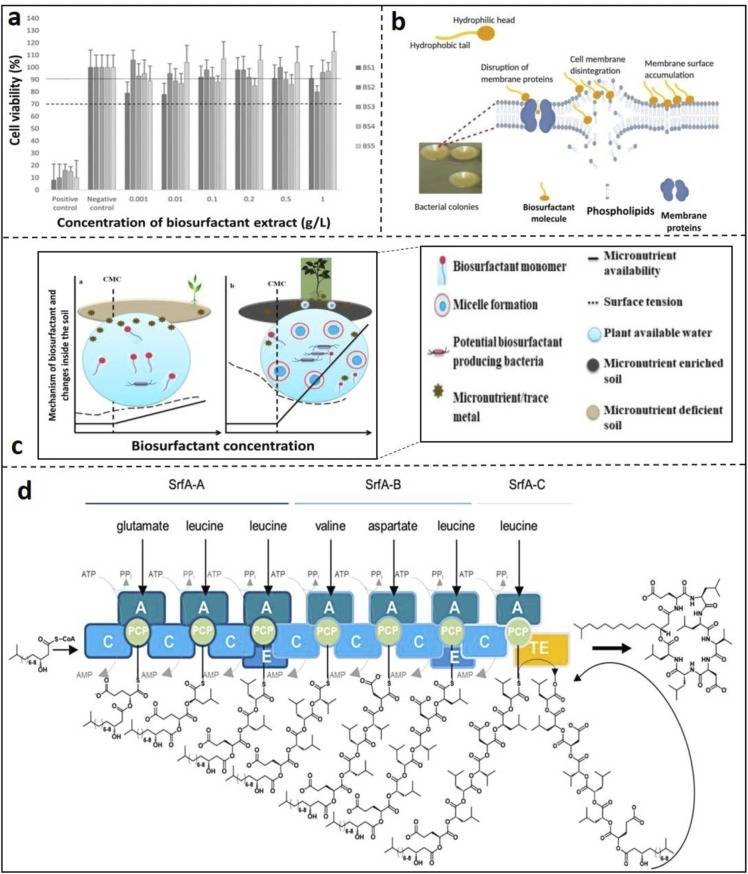 a
Cell viability (%)
140
130
120
110
100
90
80
70
60
50
40
30
20
10
0
BS1
BS2
BS3
BS4
BS5
Positive control
Negative control
0.001
0.01
0.1
0.2
0.5
1
Concentration of biosurfactant extract (g/L)
b
Hydrophilic head
Hydrophobic tail
Disruption of
membrane proteins
Cell membrane
disintegration
Membrane surface
accumulation
Bacterial colonies
Biosurfactant
molecule
Phospholipids
Membrane
proteins
c
Mechanism of biosurfactant and
changes inside the soil
a
CMC
b
CMC
Biosurfactant concentration
Biosurfactant monomer
Micelle formation
Potential biosurfactant
producing bacteria
Micronutrient/trace
metal
Micronutrient
availability
Surface tension
Plant available water
Micronutrient enriched
soil
Micronutrient deficient
soil
d
SrfA-A SrfA-B SrfA-C
glutamate leucine leucine valine aspartate leucine leucine
ATP PPi ATP PPi ATP PPi ATP PPi ATP PPi ATP PPi ATP PPi
A A A A A A A
C PCP C PCP C PCP C PCP C PCP C PCP C PCP
E E TE
S-CoA
AMP AMP AMP AMP AMP AMP AMP